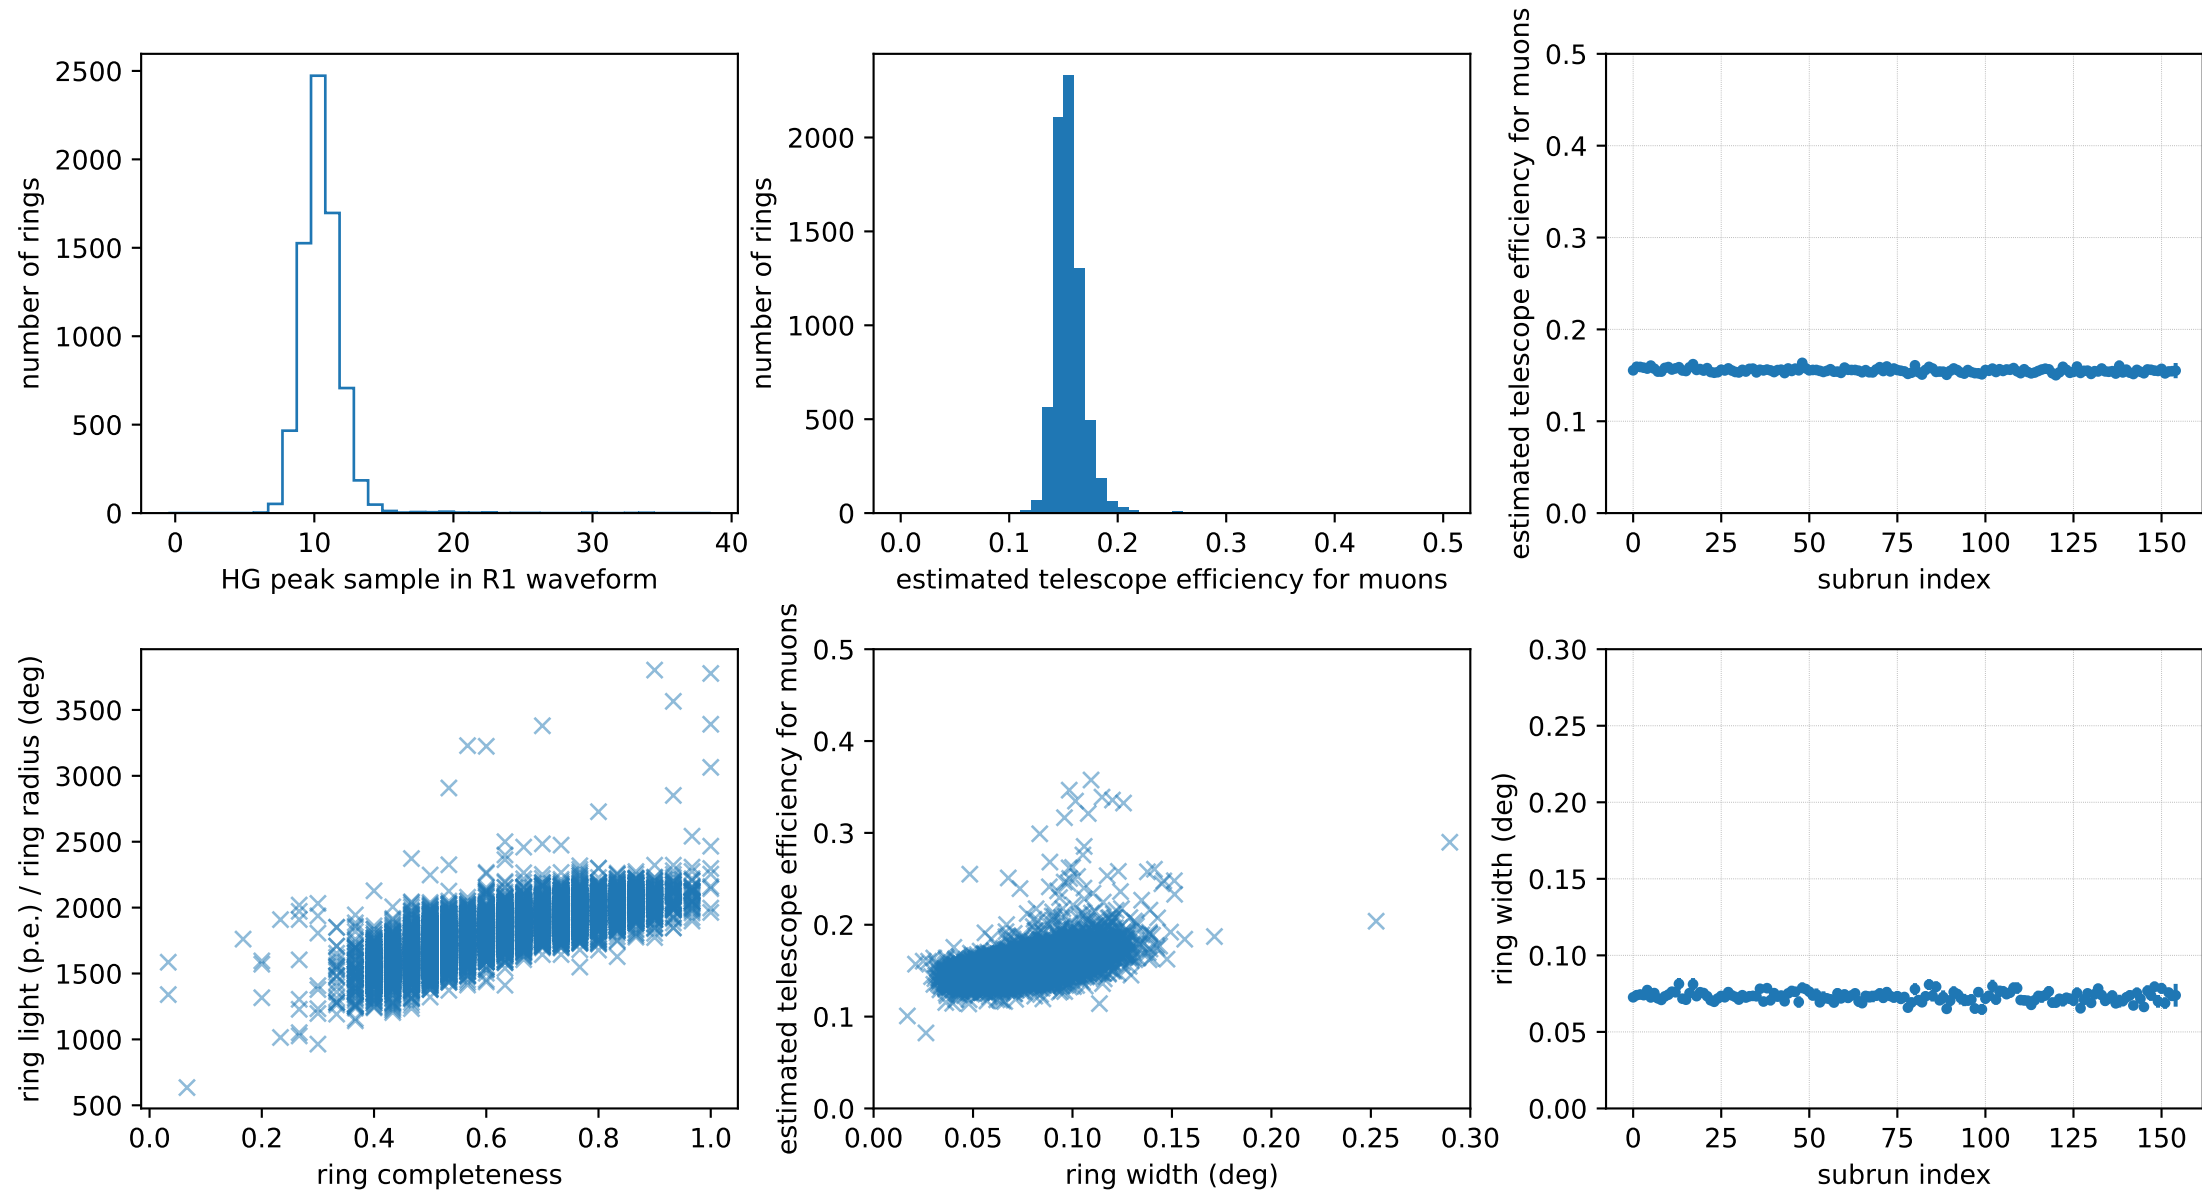 number of rings
2500
2000
1500
1000
500
0
0 10 20 30 40
HG peak sample in R1 waveform
number of rings
2000
1500
1000
500
0
0.0 0.1 0.2 0.3 0.4 0.5
estimated telescope efficiency for muons
estimated telescope efficiency for muons
0.5
0.4
0.3
0.2
0.1
0.0
0 25 50 75 100 125 150
subrun index
ring light (p.e.) / ring radius (deg)
3500
3000
2500
2000
1500
1000
500
0.0 0.2 0.4 0.6 0.8 1.0
ring completeness
estimated telescope efficiency for muons
0.5
0.4
0.3
0.2
0.1
0.0
0.00 0.05 0.10 0.15 0.20 0.25 0.30
ring width (deg)
ring width (deg)
0.30
0.25
0.20
0.15
0.10
0.05
0.00
0 25 50 75 100 125 150
subrun index